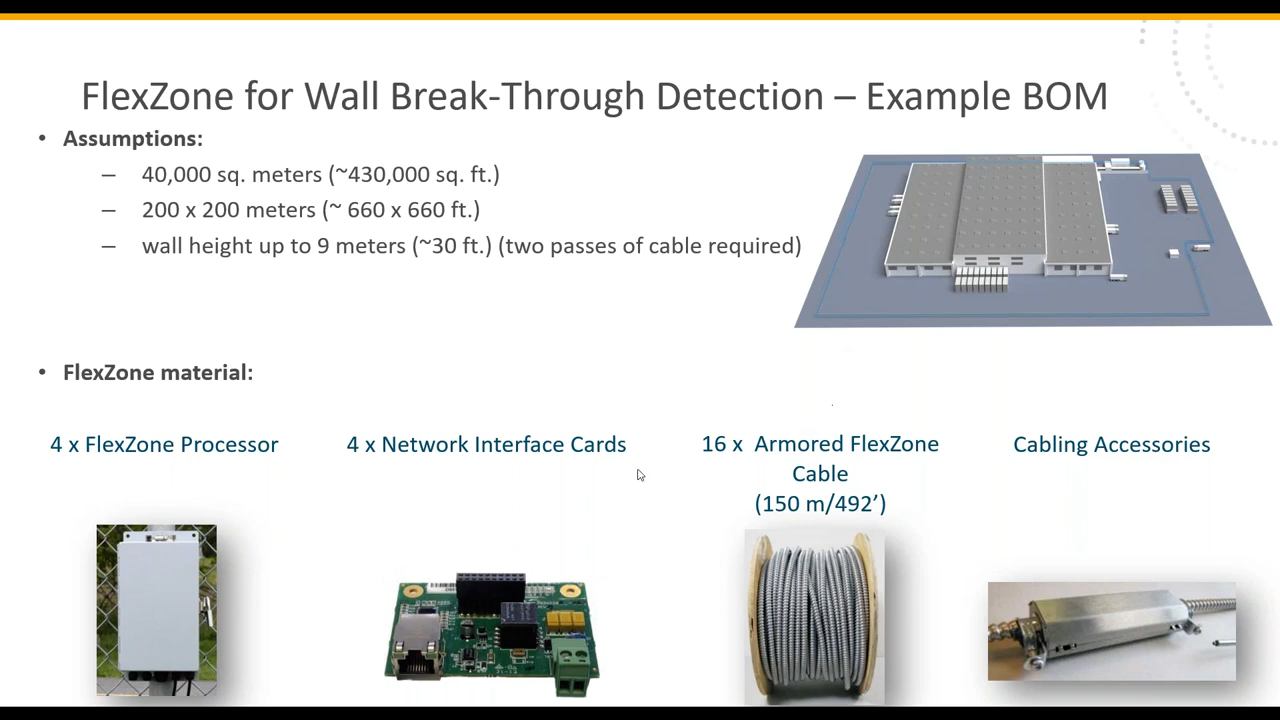 FlexZone for Wall Break-Through Detection – Example BOM
• Assumptions:
– 40,000 sq. meters (~430,000 sq. ft.)
– 200 x 200 meters (~ 660 x 660 ft.)
– wall height up to 9 meters (~30 ft.) (two passes of cable required)
• FlexZone material:
4 x FlexZone Processor
4 x Network Interface Cards
16 x Armored FlexZone
Cable
(150 m/492’)
Cabling Accessories